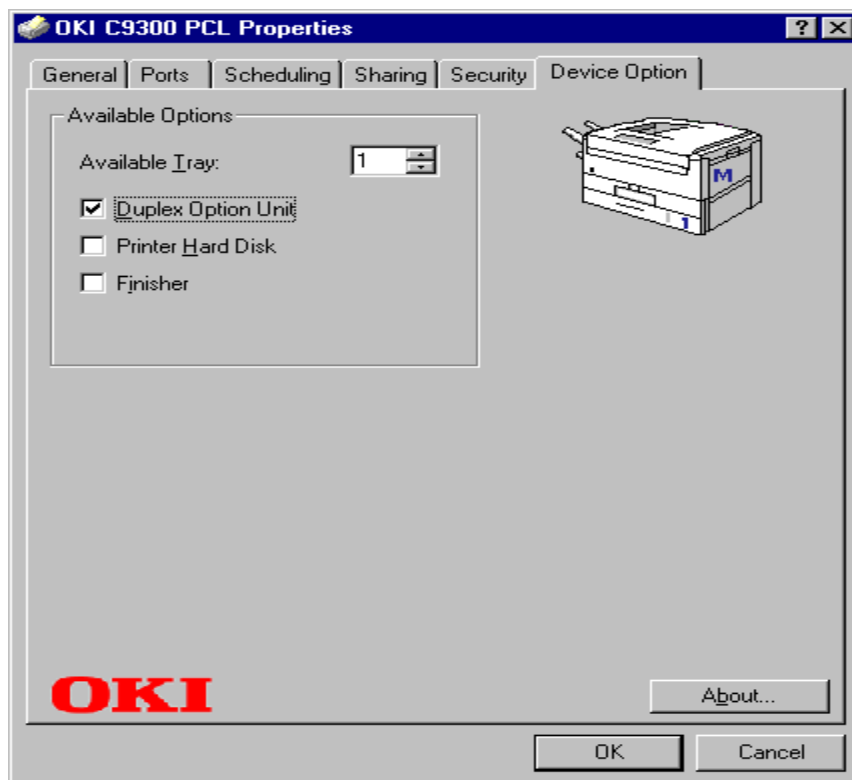 OKI C9300 PCL Properties
General Ports Scheduling Sharing Security Device Option
Available Options
Available Tray: 1
Duplex Option Unit
Printer Hard Disk
Finisher
M
1
OKI
About...
OK Cancel